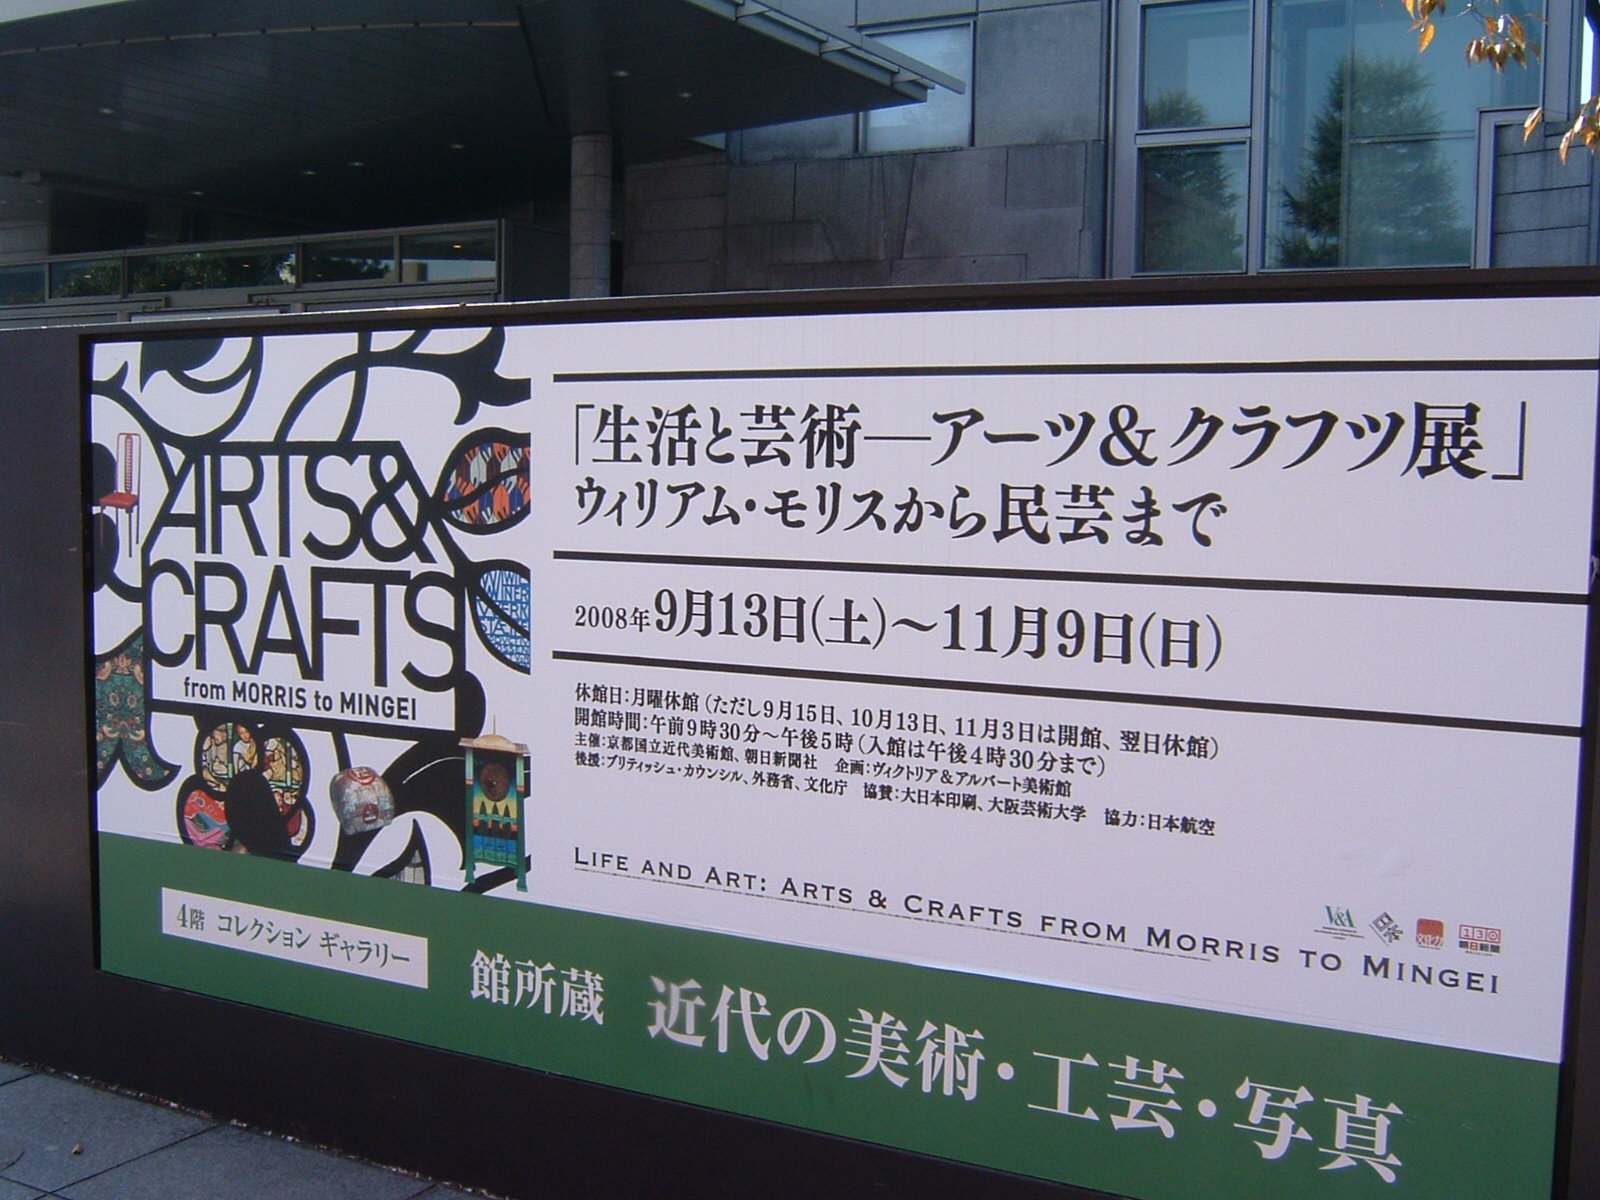 ARTS&
CRAFTS
from MORRIS to MINGEI
「生活と芸術―アーツ&クラフツ展」
ウィリアム・モリスから民芸まで
2008年9月13日(土)～11月9日(日)
休館日:月曜休館(ただし9月15日、10月13日、11月3日は開館、翌日休館)
開館時間:午前9時30分～午後5時(入館は午後4時30分まで)
主催:京都国立近代美術館、朝日新聞社　企画:ヴィクトリア&アルバート美術館
後援:ブリティッシュ・カウンシル、外務省、文化庁　協賛:大日本印刷、大阪芸術大学　協力:日本航空
LIFE AND ART: ARTS & CRAFTS FROM MORRIS TO MINGEI
V&A
130
朝日新聞
4階 コレクション ギャラリー
館所蔵 近代の美術・工芸・写真